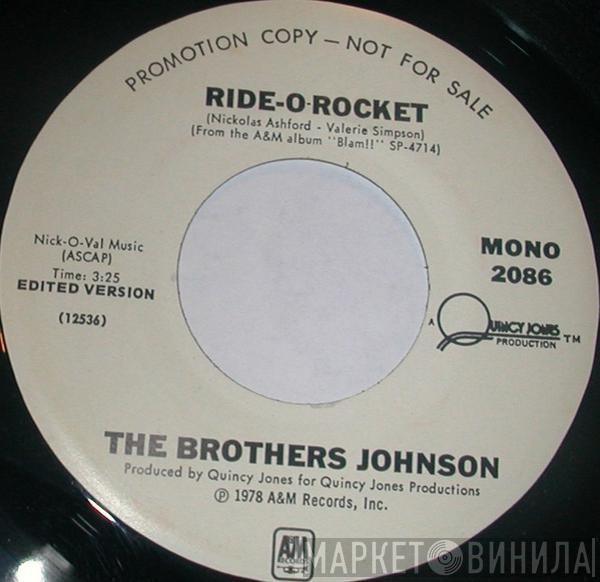 PROMOTION COPY — NOT FOR SALE
RIDE-O-ROCKET
(Nickolas Ashford - Valerie Simpson)
(From the A&M album "Blam!!" SP-4714)
Nick-O-Val Music
(ASCAP)
Time: 3:25
EDITED VERSION
(12536)
MONO
2086
A QUINCY JONES
PRODUCTION TM
THE BROTHERS JOHNSON
Produced by Quincy Jones for Quincy Jones Productions
℗ 1978 A&M Records, Inc.
A&M
RECORDS
МАРКЕТ ВИНИЛА